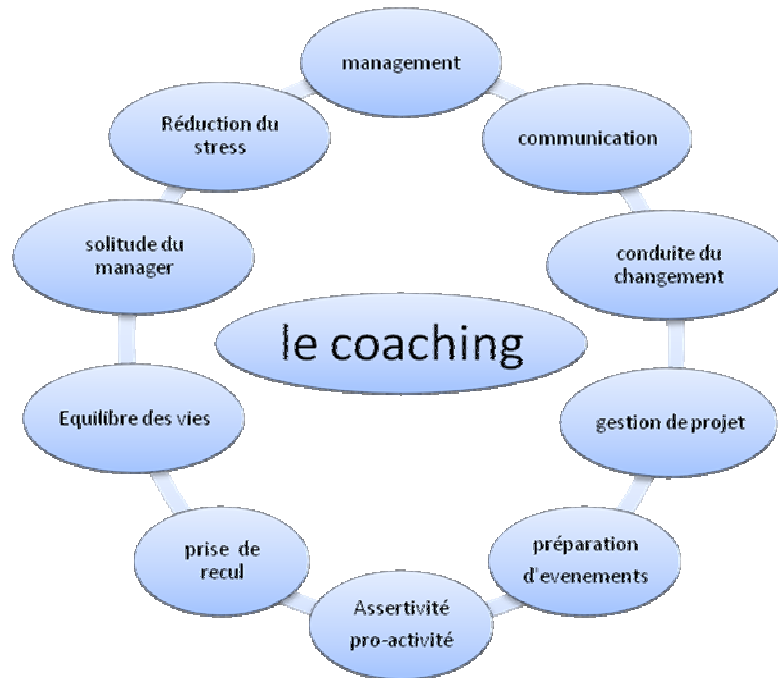 management
communication
conduite du
changement
gestion de projet
préparation
d'evenements
Assertivité
pro-activité
prise de
recul
Equilibre des vies
solitude du
manager
Réduction du
stress
le coaching